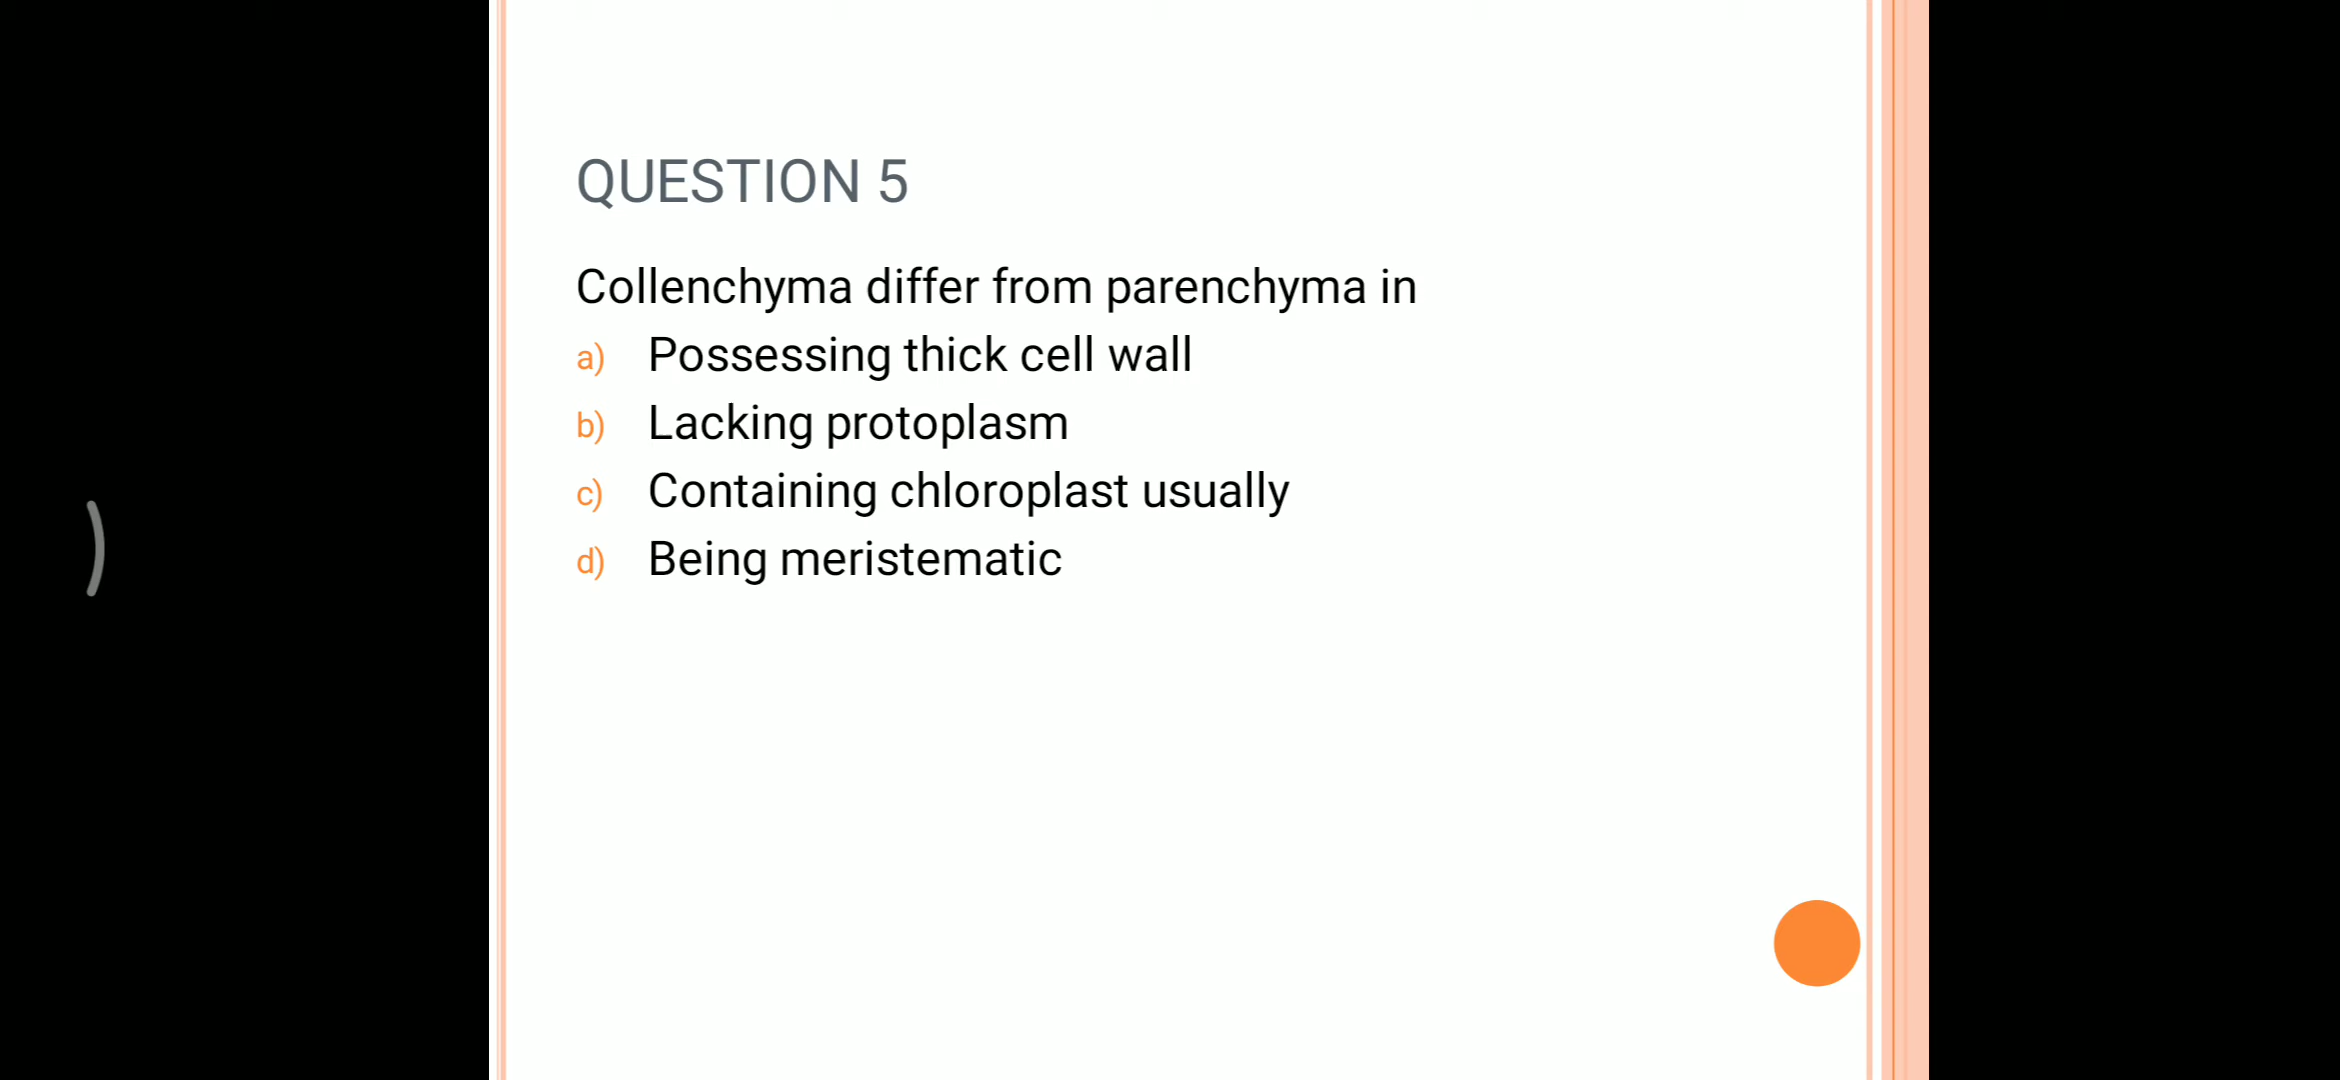 QUESTION 5
Collenchyma differ from parenchyma in
a) Possessing thick cell wall
b) Lacking protoplasm
c) Containing chloroplast usually
d) Being meristematic